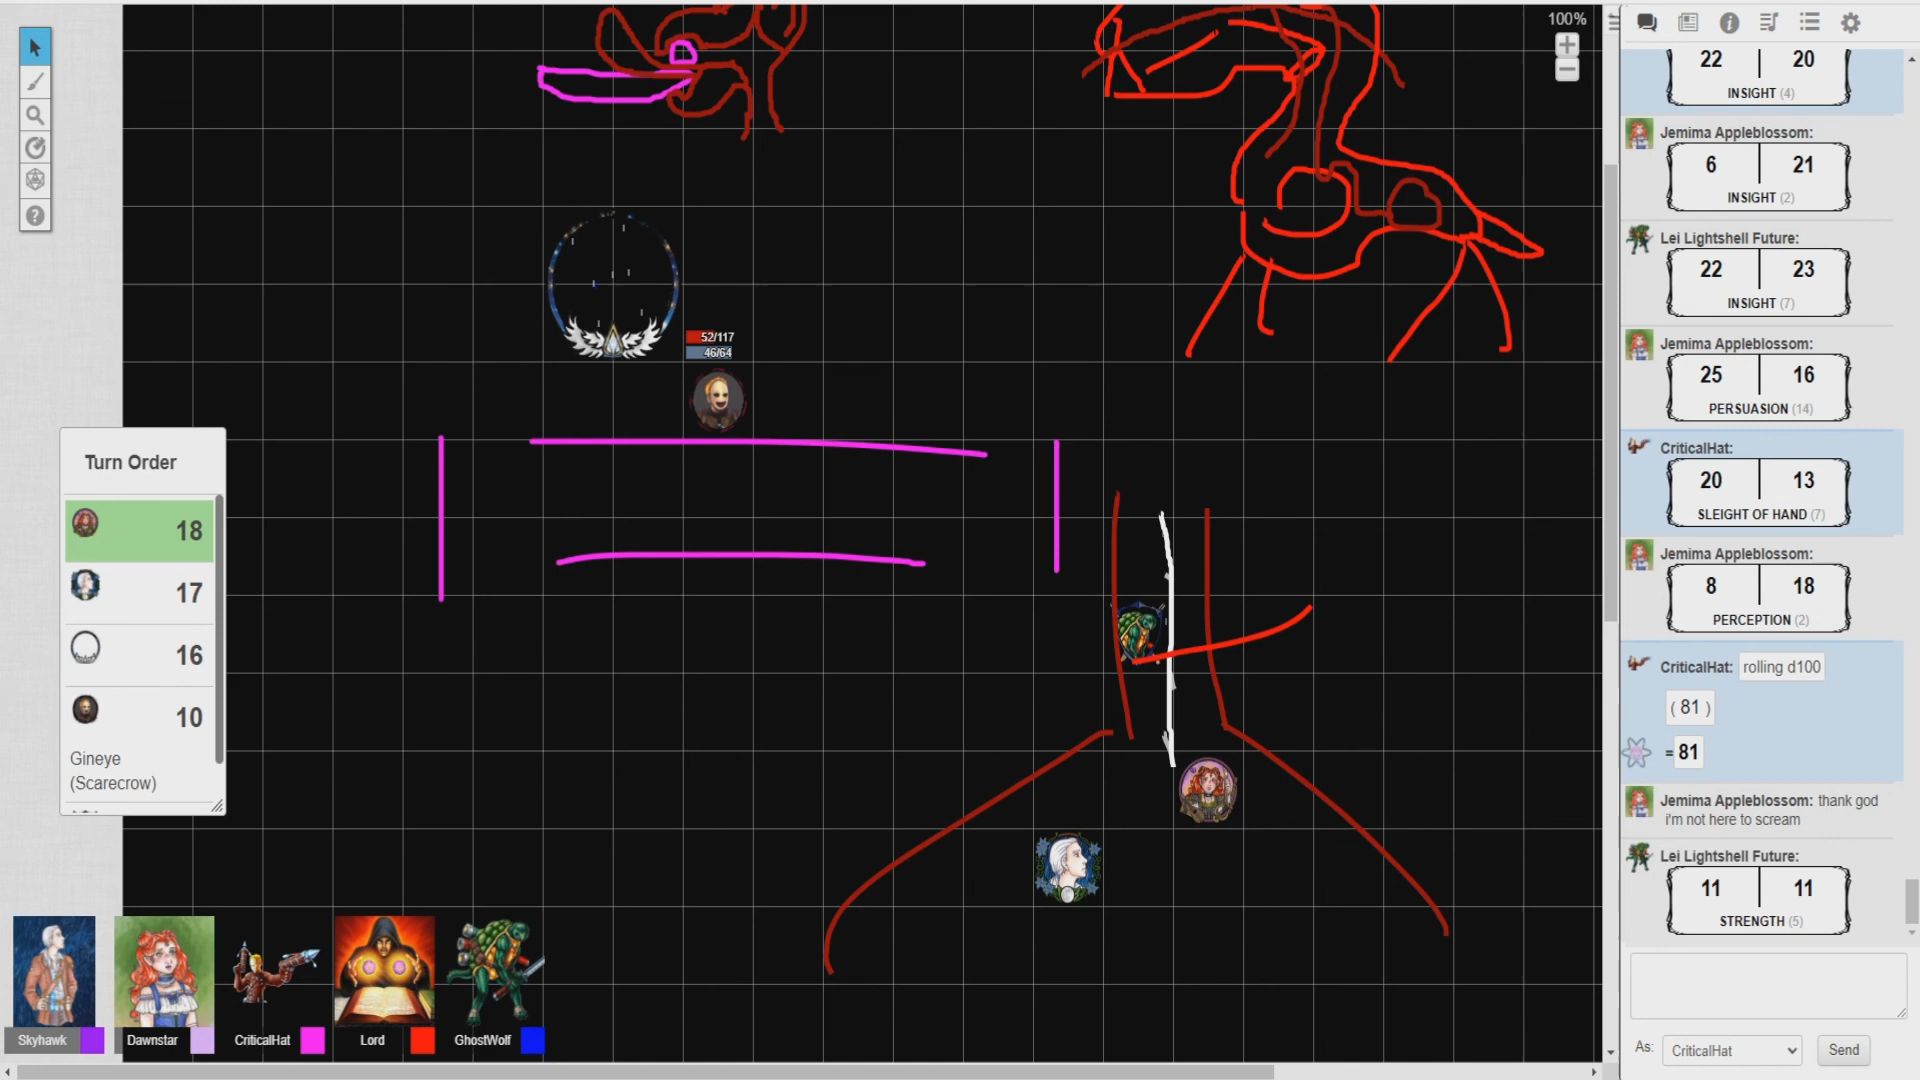 100%
52/117
46/64
Turn Order
18
17
16
10
Gineye
(Scarecrow)
Skyhawk
Dawnstar
CriticalHat
Lord
GhostWolf
22 20
INSIGHT (4)
Jemima Appleblossom:
6 21
INSIGHT (2)
Lei Lightshell Future:
22 23
INSIGHT (7)
Jemima Appleblossom:
25 16
PERSUASION (14)
CriticalHat:
20 13
SLEIGHT OF HAND (7)
Jemima Appleblossom:
8 18
PERCEPTION (2)
CriticalHat: rolling d100
( 81 )
=81
Jemima Appleblossom: thank god
i'm not here to scream
Lei Lightshell Future:
11 11
STRENGTH (5)
As: CriticalHat Send